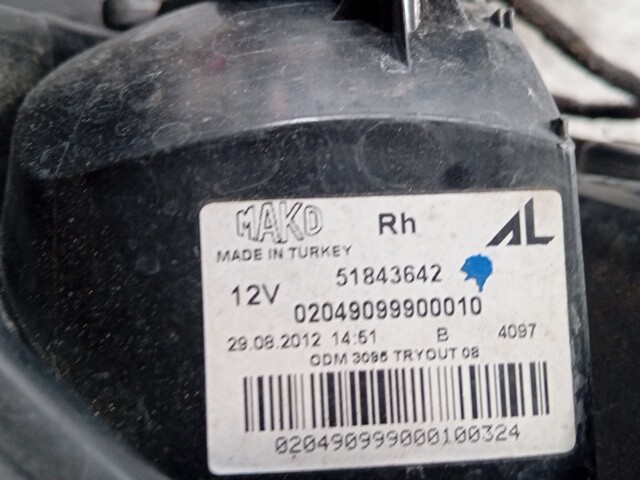 MAKO Rh AL
MADE IN TURKEY
51843642
12V
02049099900010
29.08.2012 14:51 B 4097
ODM 3095 TRYOUT 08
020490999000100324